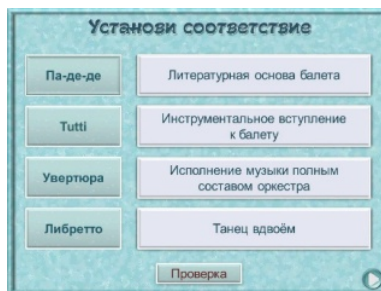 Установи соответствие
Па-де-де
Литературная основа балета
Tutti
Инструментальное вступление
к балету
Увертюра
Исполнение музыки полным
составом оркестра
Либретто
Танец вдвоём
Проверка